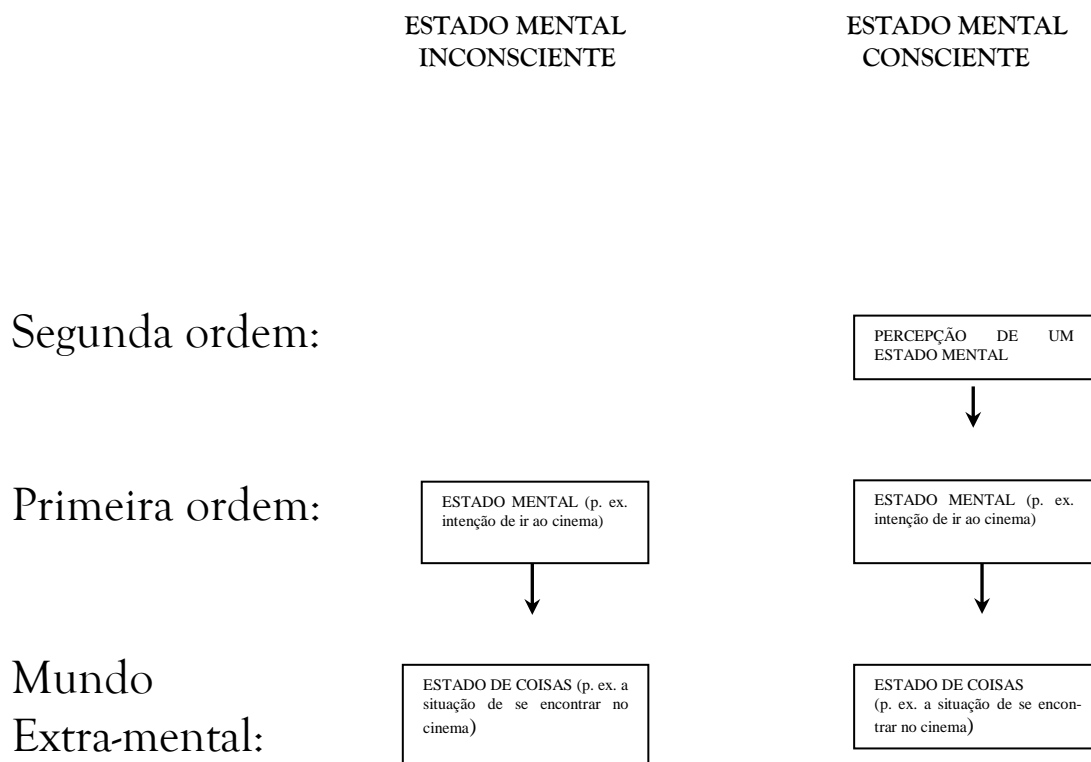 ESTADO MENTAL
INCONSCIENTE
ESTADO MENTAL
CONSCIENTE
Segunda ordem:
PERCEPÇÃO DE UM
ESTADO MENTAL
Primeira ordem:
ESTADO MENTAL (p. ex.
intenção de ir ao cinema)
ESTADO MENTAL (p. ex.
intenção de ir ao cinema)
Mundo
Extra-mental:
ESTADO DE COISAS (p. ex. a
situação de se encontrar no
cinema)
ESTADO DE COISAS
(p. ex. a situação de se encon-
trar no cinema)